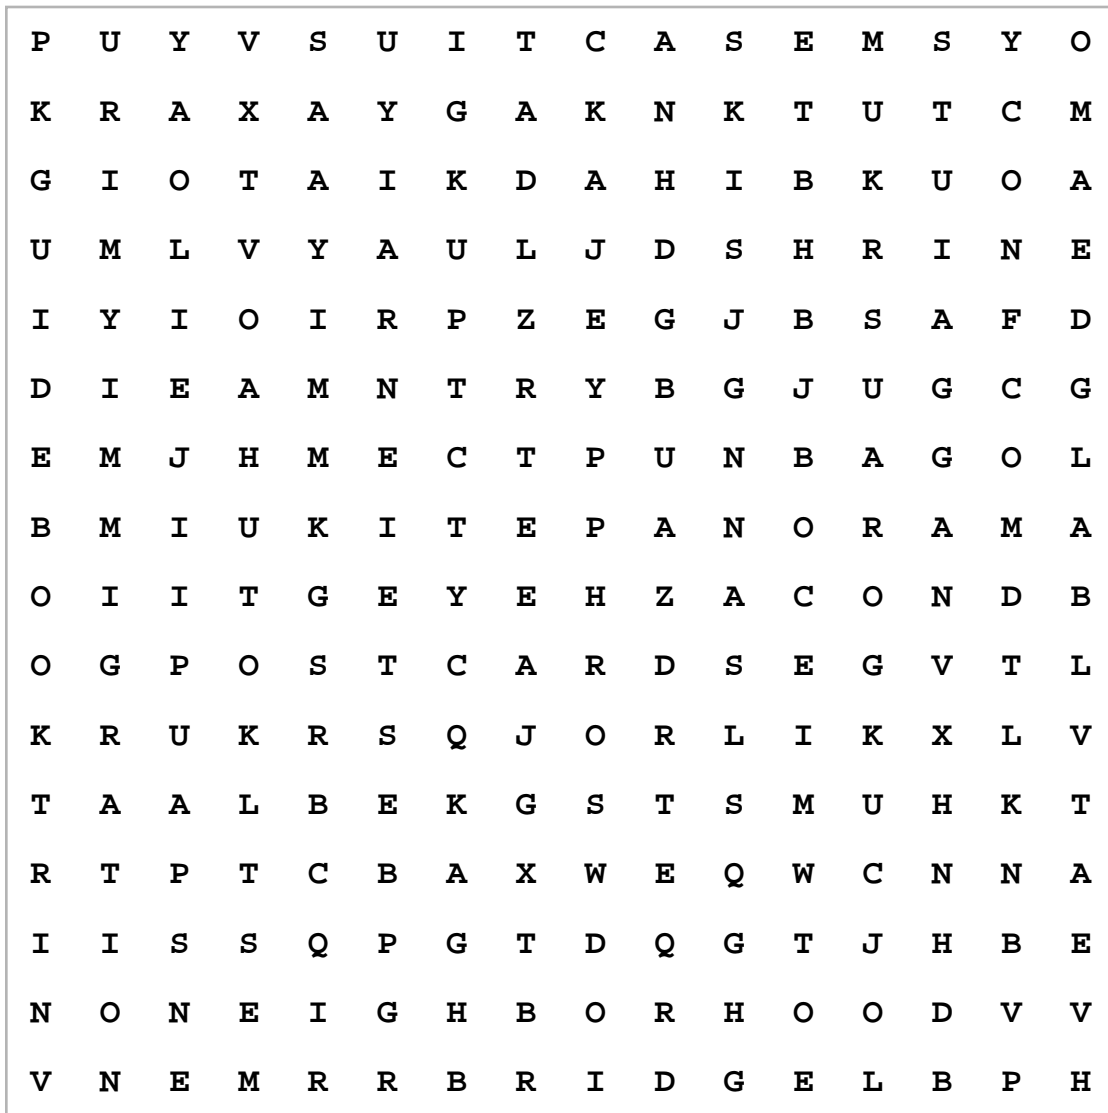 P U Y V S U I T C A S E M S Y O
K R A X A Y G A K N K T U T C M
G I O T A I K D A H I B K U O A
U M L V Y A U L J D S H R I N E
I Y I O I R P Z E G J B S A F D
D I E A M N T R Y B G J U G C G
E M J H M E C T P U N B A G O L
B M I U K I T E P A N O R A M A
O I I T G E Y E H Z A C O N D B
O G P O S T C A R D S E G V T L
K R U K R S Q J O R L I K X L V
T A A L B E K G S T S M U H K T
R T P T C B A X W E Q W C N N A
I I S S Q P G T D Q G T J H B E
N O N E I G H B O R H O O D V V
V N E M R R B R I D G E L B P H